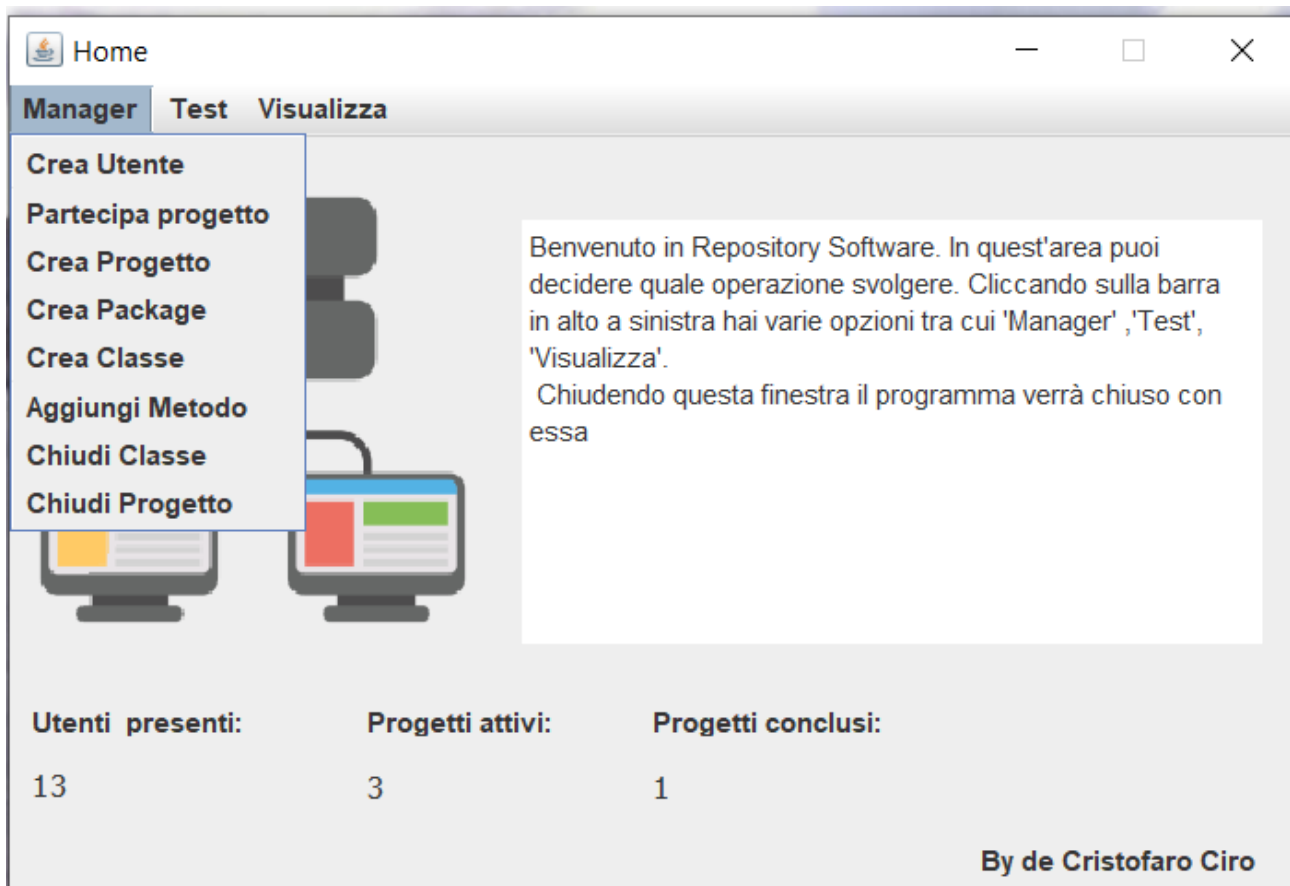 Home
Manager Test Visualizza
Crea Utente
Partecipa progetto
Crea Progetto
Crea Package
Crea Classe
Aggiungi Metodo
Chiudi Classe
Chiudi Progetto
Benvenuto in Repository Software. In quest'area puoi
decidere quale operazione svolgere. Cliccando sulla barra
in alto a sinistra hai varie opzioni tra cui 'Manager' ,'Test',
'Visualizza'.
Chiudendo questa finestra il programma verrà chiuso con
essa
Utenti presenti: Progetti attivi: Progetti conclusi:
13 3 1
By de Cristofaro Ciro